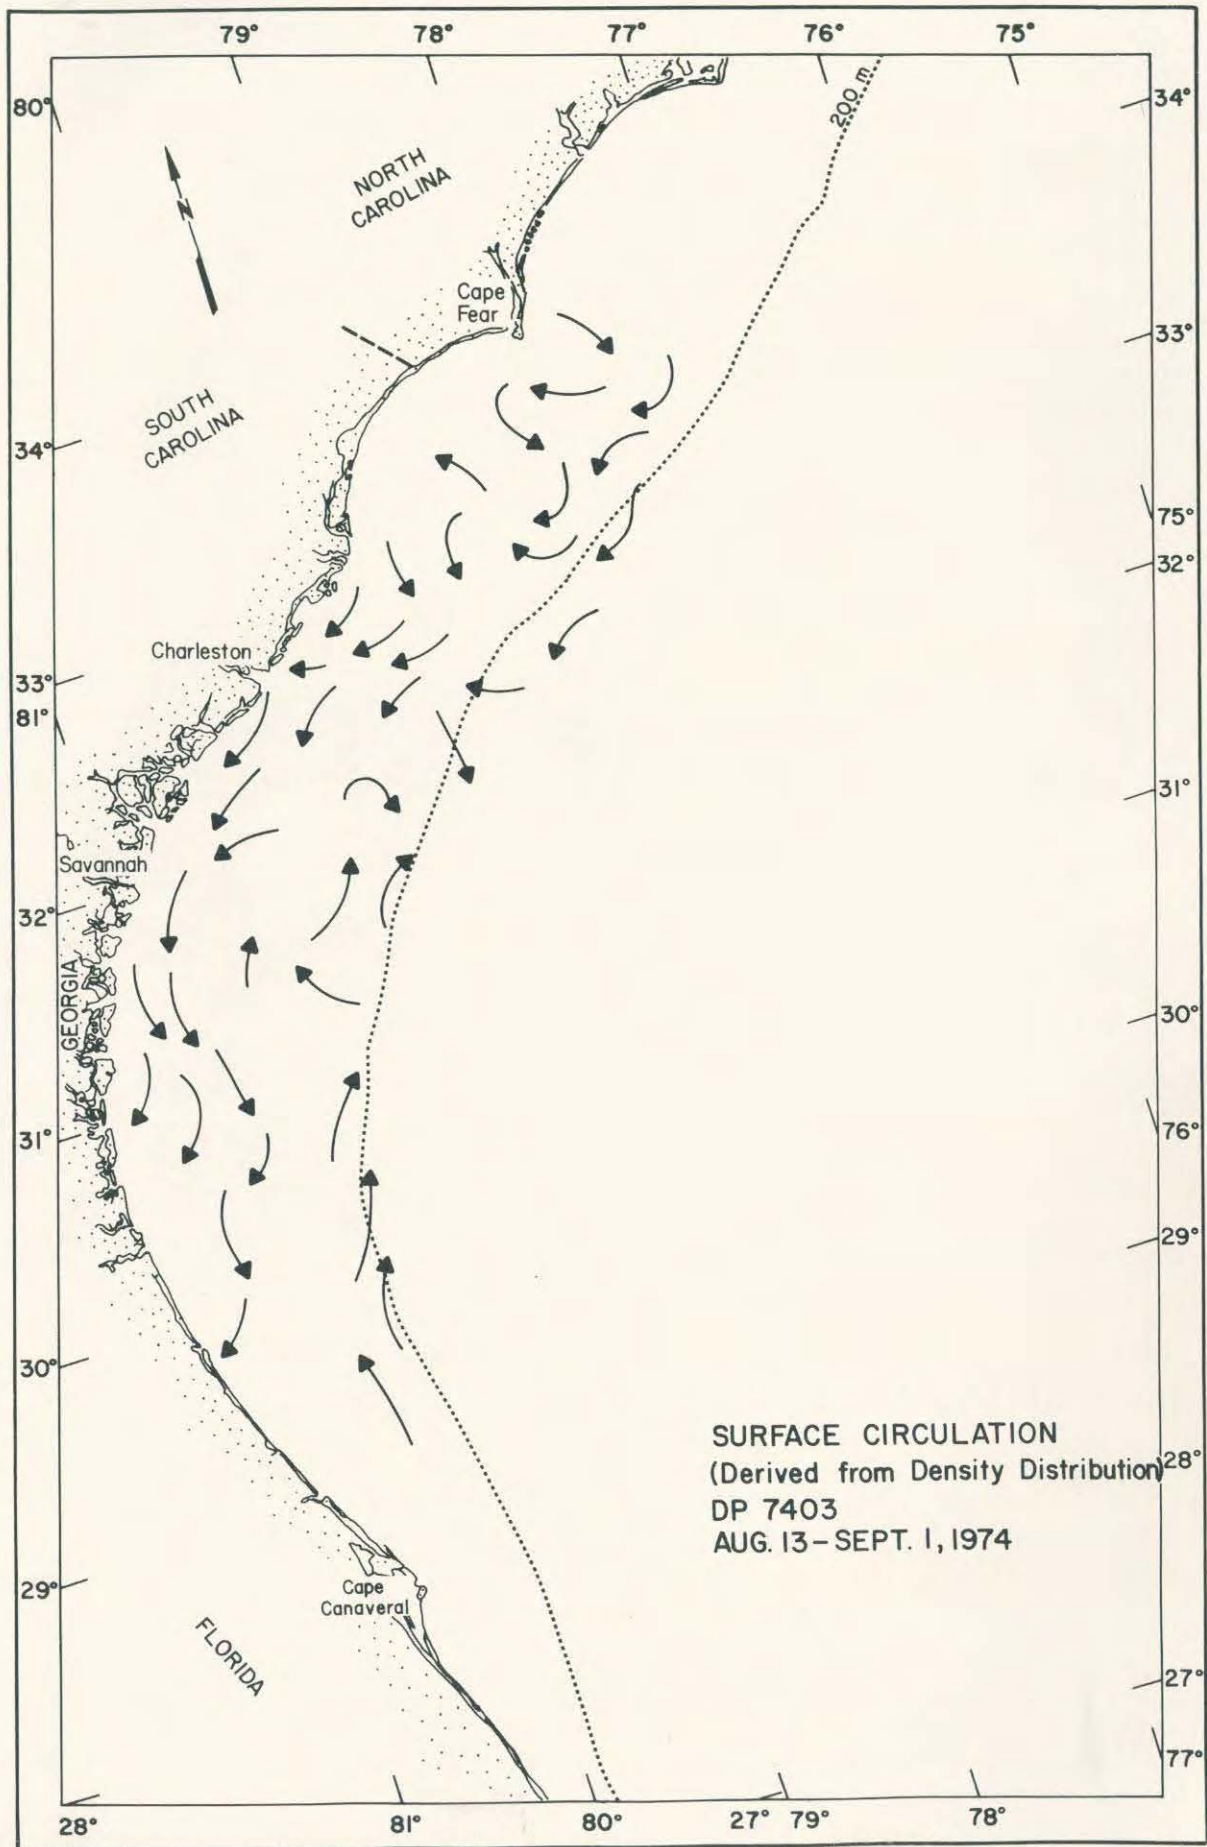 79°
78°
77°
76°
75°
80°
34°
200 m
N
NORTH
CAROLINA
Cape
Fear
33°
SOUTH
CAROLINA
34°
75°
32°
Charleston
33°
81°
31°
Savannah
32°
GEORGIA
30°
31°
76°
29°
30°
SURFACE CIRCULATION
(Derived from Density Distribution)
28°
DP 7403
AUG. 13-SEPT. 1, 1974
29°
Cape
Canaveral
FLORIDA
27°
77°
28°
81°
80°
27°
79°
78°